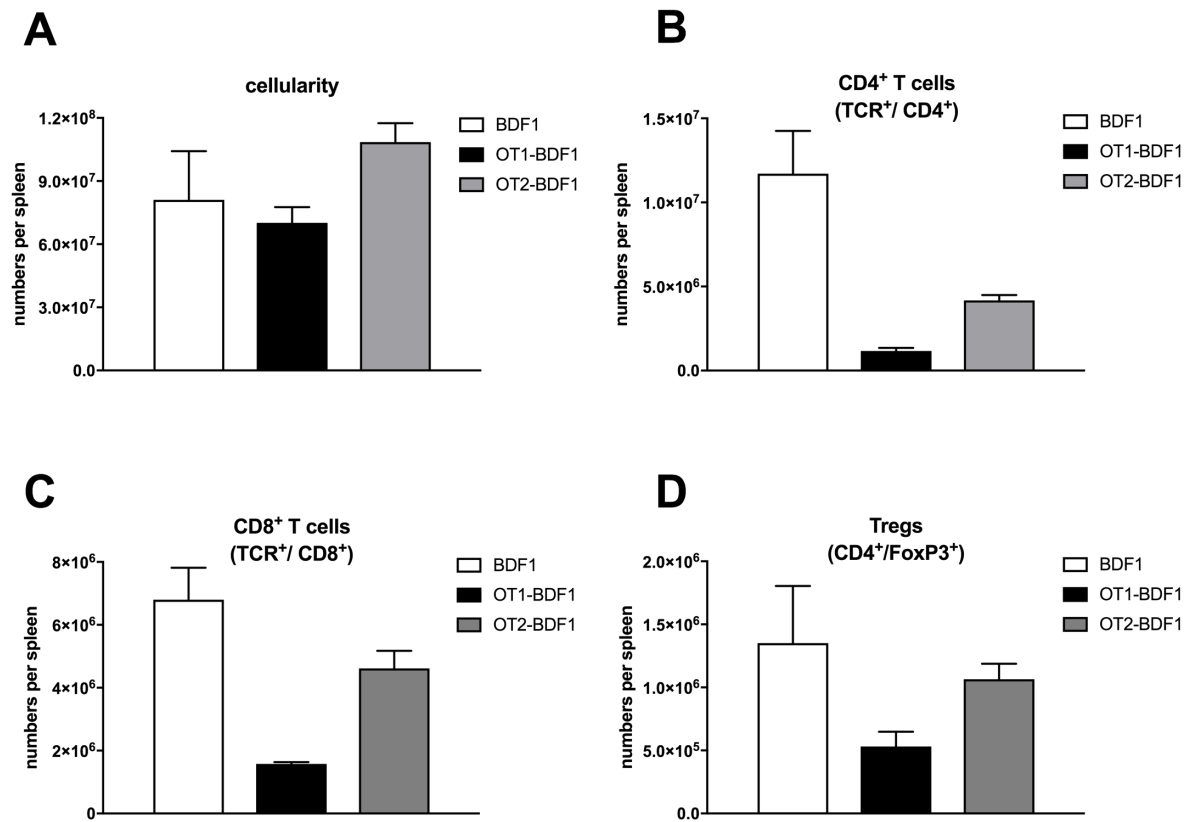 A
cellularity
numbers per spleen
1.2×10⁸
9.0×10⁷
6.0×10⁷
3.0×10⁷
0.0
BDF1
OT1-BDF1
OT2-BDF1
B
CD4⁺ T cells
(TCR⁺/ CD4⁺)
numbers per spleen
1.5×10⁷
1.0×10⁷
5.0×10⁶
0.0
BDF1
OT1-BDF1
OT2-BDF1
C
CD8⁺ T cells
(TCR⁺/ CD8⁺)
numbers per spleen
8×10⁶
6×10⁶
4×10⁶
2×10⁶
0
BDF1
OT1-BDF1
OT2-BDF1
D
Tregs
(CD4⁺/FoxP3⁺)
numbers per spleen
2.0×10⁶
1.5×10⁶
1.0×10⁶
5.0×10⁵
0.0
BDF1
OT1-BDF1
OT2-BDF1